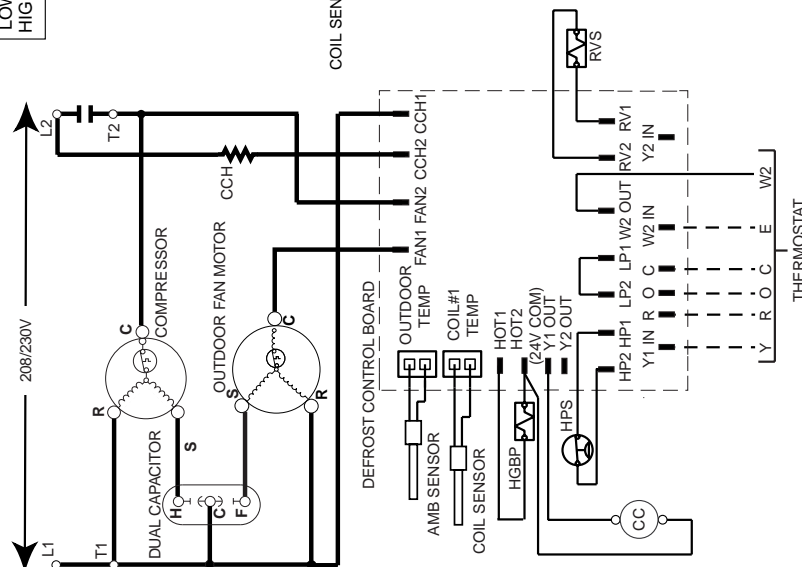 LOW
HIG
COIL SEN
208/230V
L1
L2
T1
T2
CCH
COMPRESSOR
C
R
S
OUTDOOR FAN MOTOR
S
C
R
DUAL CAPACITOR
H
C
F
DEFROST CONTROL BOARD
FAN1
FAN2
CCH2
CCH1
OUTDOOR
TEMP
COIL#1
TEMP
AMB SENSOR
COIL SENSOR
HOT1
HOT2
(24V COM)
Y1 OUT
Y2 OUT
HGBP
HPS
CC
HP2
HP1
LP2
LP1
W2 OUT
RV2
RV1
RVS
Y1 IN
R
O
C
W2 IN
Y2 IN
Y
R
O
C
E
W2
THERMOSTAT